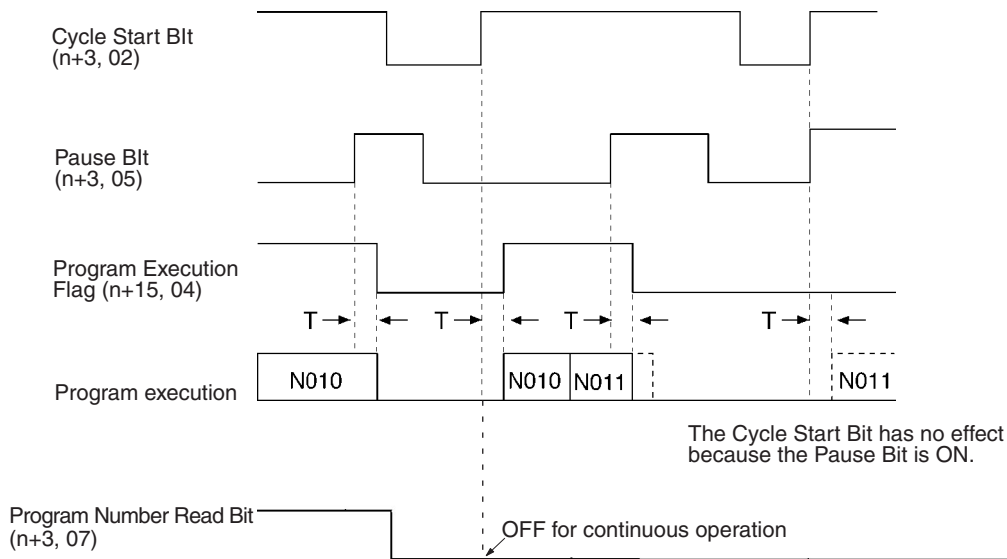 Cycle Start BIt
(n+3, 02)
Pause BIt
(n+3, 05)
Program Execution
Flag (n+15, 04)
T T T T
Program execution
N010 N010 N011 N011
The Cycle Start Bit has no effect
because the Pause Bit is ON.
Program Number Read Bit
(n+3, 07)
OFF for continuous operation